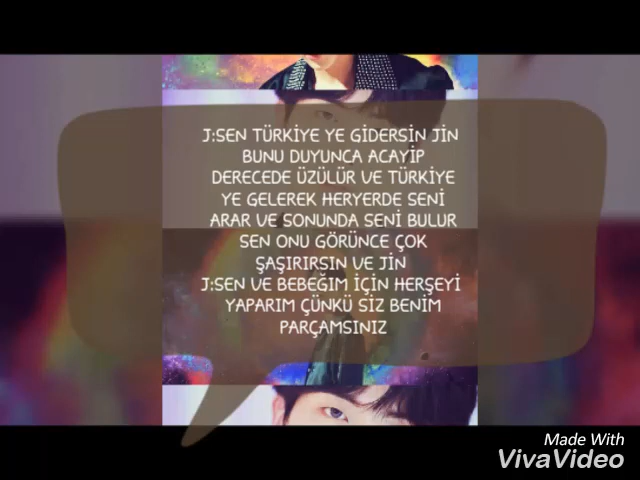 J:SEN TÜRKİYE YE GİDERSİN JİN
BUNU DUYUNCA ACAYİP
DERECEDE ÜZÜLÜR VE TÜRKİYE
YE GELEREK HERYERDE SENİ
ARAR VE SONUNDA SENİ BULUR
SEN ONU GÖRÜNCE ÇOK
ŞAŞIRIRSIN VE JİN
J:SEN VE BEBEĞİM İÇİN HERŞEYİ
YAPARIM ÇÜNKÜ SİZ BENİM
PARÇAMSINIZ
Made With
VivaVideo